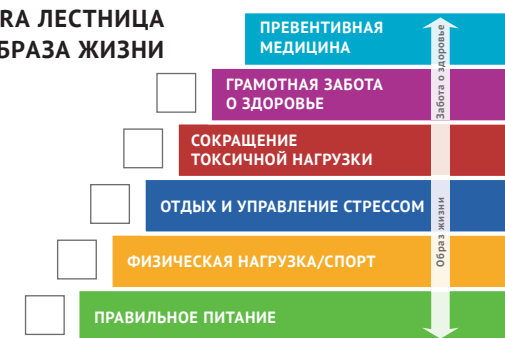 RA ЛЕСТНИЦА
БРАЗА ЖИЗНИ
ПРЕВЕНТИВНАЯ
МЕДИЦИНА
ГРАМОТНАЯ ЗАБОТА
О ЗДОРОВЬЕ
СОКРАЩЕНИЕ
ТОКСИЧНОЙ НАГРУЗКИ
ОТДЫХ И УПРАВЛЕНИЕ СТРЕССОМ
ФИЗИЧЕСКАЯ НАГРУЗКА/СПОРТ
ПРАВИЛЬНОЕ ПИТАНИЕ
Забота о здоровье
Образ жизни